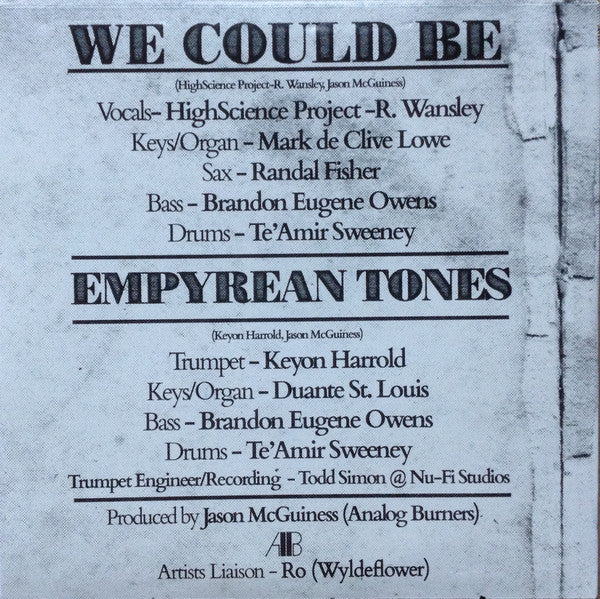 WE COULD BE
(HighScience Project-R. Wansley, Jason McGuiness)
Vocals- HighScience Project -R. Wansley
Keys/Organ - Mark de Clive Lowe
Sax - Randal Fisher
Bass - Brandon Eugene Owens
Drums - Te'Amir Sweeney
EMPYREAN TONES
(Keyon Harrold, Jason McGuiness)
Trumpet - Keyon Harrold
Keys/Organ - Duante St. Louis
Bass - Brandon Eugene Owens
Drums - Te'Amir Sweeney
Trumpet Engineer/Recording - Todd Simon @ Nu-Fi Studios
Produced by Jason McGuiness (Analog Burners)
AB
Artists Liaison - Ro (Wyldeflower)